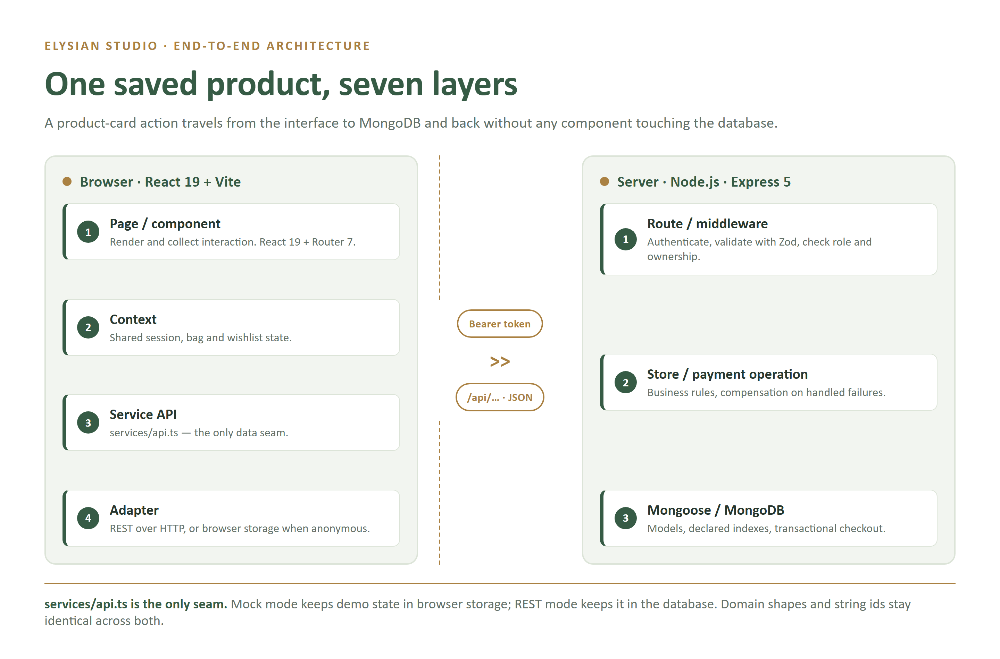 ELYSIAN STUDIO · END-TO-END ARCHITECTURE
One saved product, seven layers
A product-card action travels from the interface to MongoDB and back without any component touching the database.
Browser · React 19 + Vite
1
Page / component
Render and collect interaction. React 19 + Router 7.
2
Context
Shared session, bag and wishlist state.
3
Service API
services/api.ts — the only data seam.
4
Adapter
REST over HTTP, or browser storage when anonymous.
Bearer token
>>
/api/… · JSON
Server · Node.js · Express 5
1
Route / middleware
Authenticate, validate with Zod, check role and
ownership.
2
Store / payment operation
Business rules, compensation on handled failures.
3
Mongoose / MongoDB
Models, declared indexes, transactional checkout.
services/api.ts is the only seam. Mock mode keeps demo state in browser storage; REST mode keeps it in the database. Domain shapes and string ids stay
identical across both.